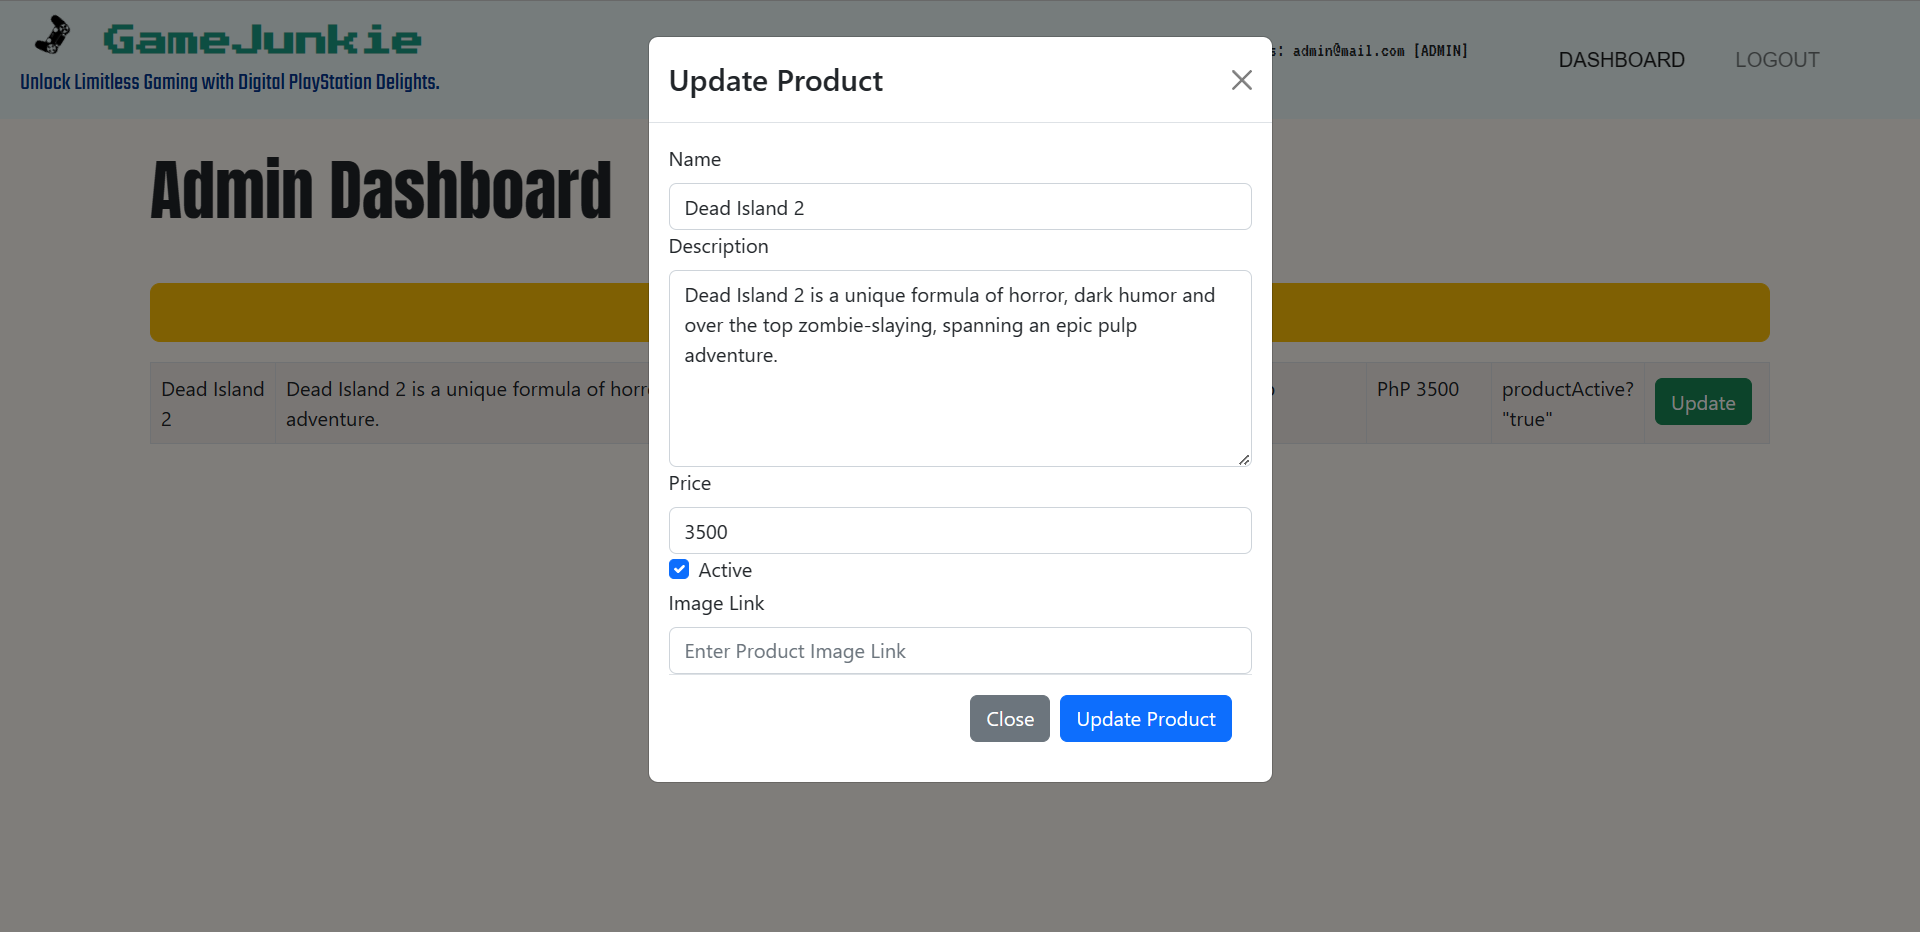 GameJunkie
Unlock Limitless Gaming with Digital PlayStation Delights.
admin@mail.com [ADMIN]
DASHBOARD
LOGOUT
Admin Dashboard
Dead Island
2
Dead Island 2 is a unique formula of
adventure.
PhP 3500
productActive?
"true"
Update
Update Product
Name
Dead Island 2
Description
Dead Island 2 is a unique formula of horror, dark humor and
over the top zombie-slaying, spanning an epic pulp
adventure.
Price
3500
Active
Image Link
Enter Product Image Link
Close
Update Product